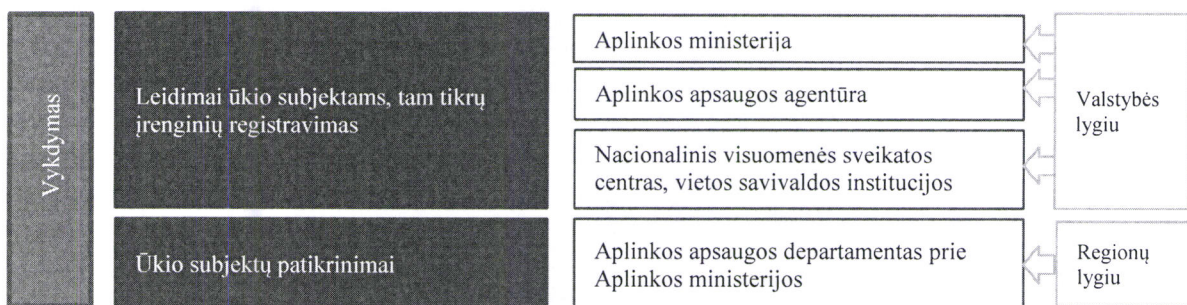 Vykdymas
Leidimai ūkio subjektams, tam tikrų
įrenginių registravimas
Aplinkos ministerija
Aplinkos apsaugos agentūra
Nacionalinis visuomenės sveikatos
centras, vietos savivaldos institucijos
Valstybės
lygiu
Ūkio subjektų patikrinimai
Aplinkos apsaugos departamentas prie
Aplinkos ministerijos
Regionų
lygiu